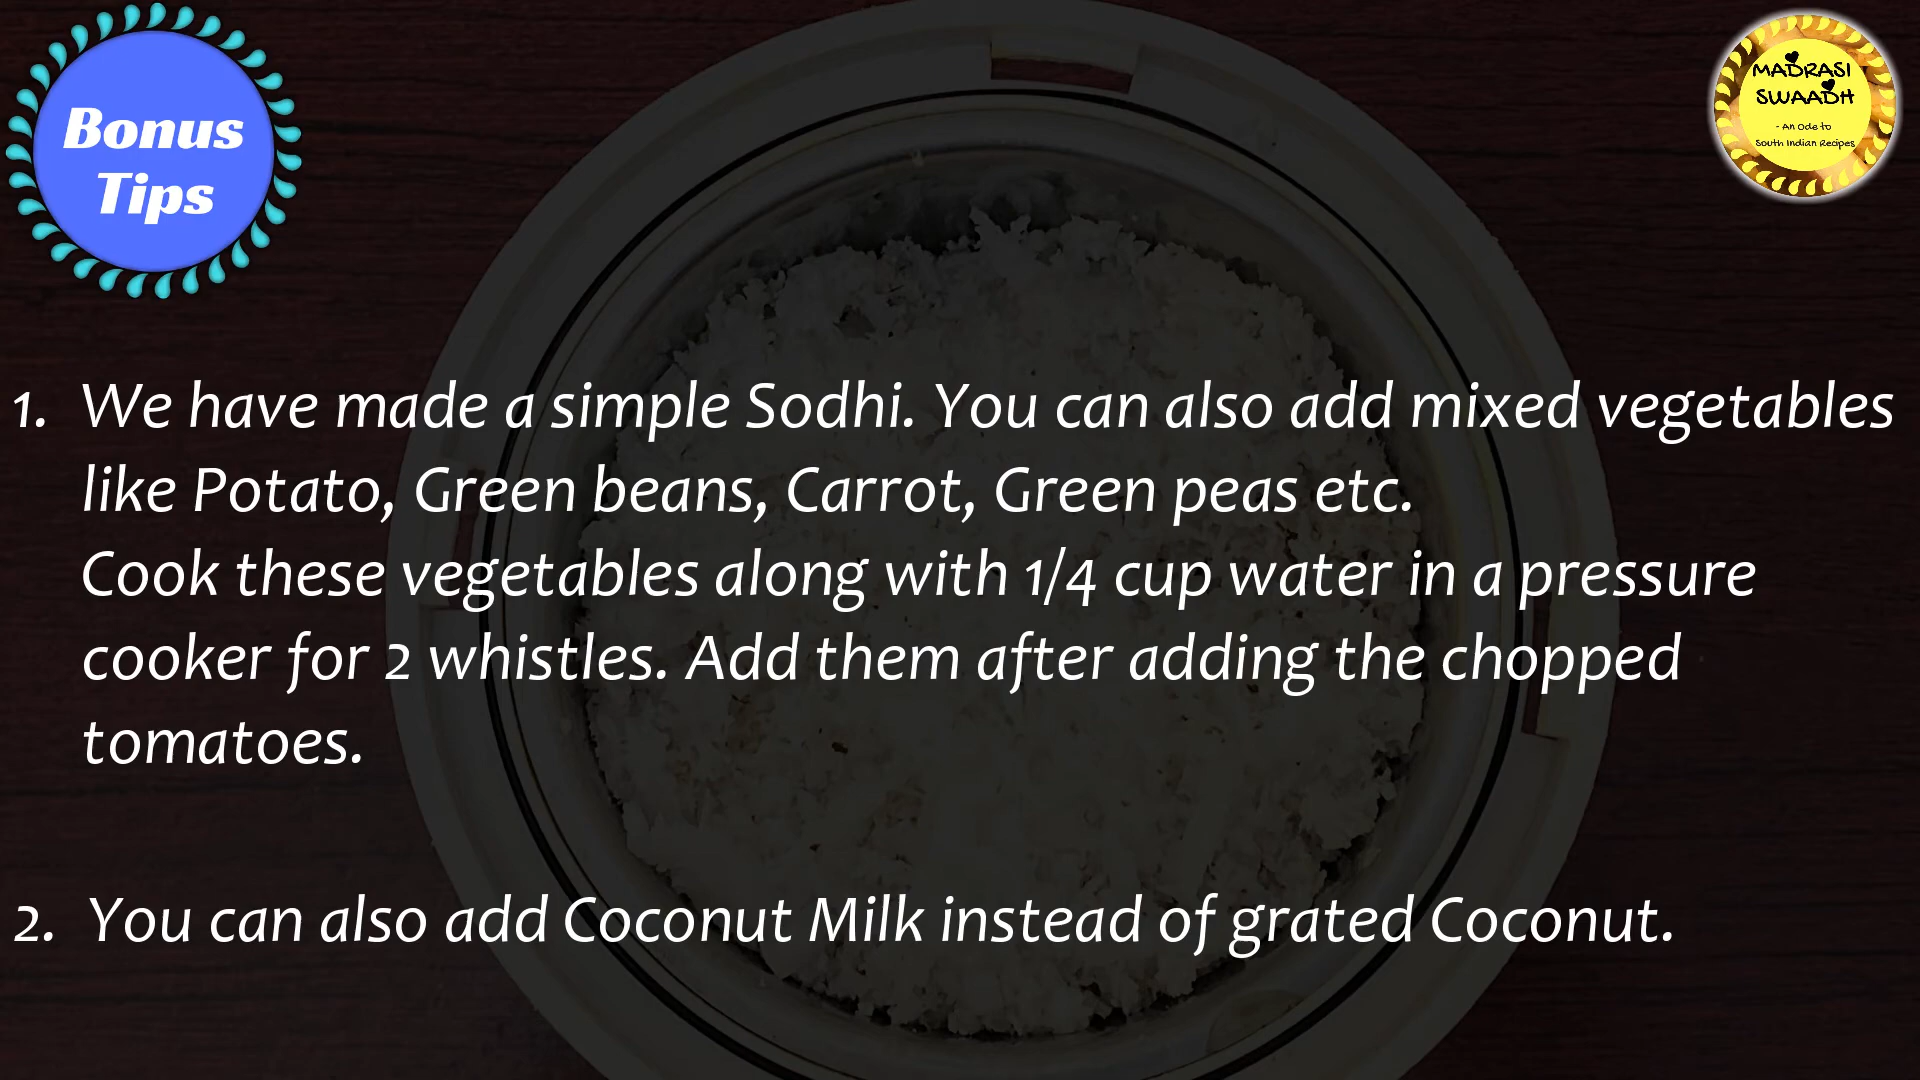 Bonus
Tips
MADRASI
SWAADH
- An Ode to
South Indian Recipes
1. We have made a simple Sodhi. You can also add mixed vegetables
like Potato, Green beans, Carrot, Green peas etc.
Cook these vegetables along with 1/4 cup water in a pressure
cooker for 2 whistles. Add them after adding the chopped
tomatoes.
2. You can also add Coconut Milk instead of grated Coconut.